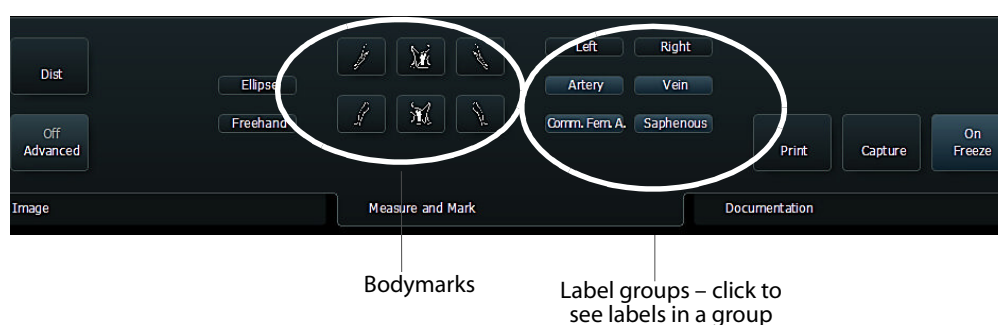 Left Right
Dist
Ellipse
Artery Vein
Freehand
Comm. Fem. A. Saphenous
Off
Advanced
Print
Capture
On
Freeze
Image
Measure and Mark
Documentation
Bodymarks
Label groups – click to
see labels in a group